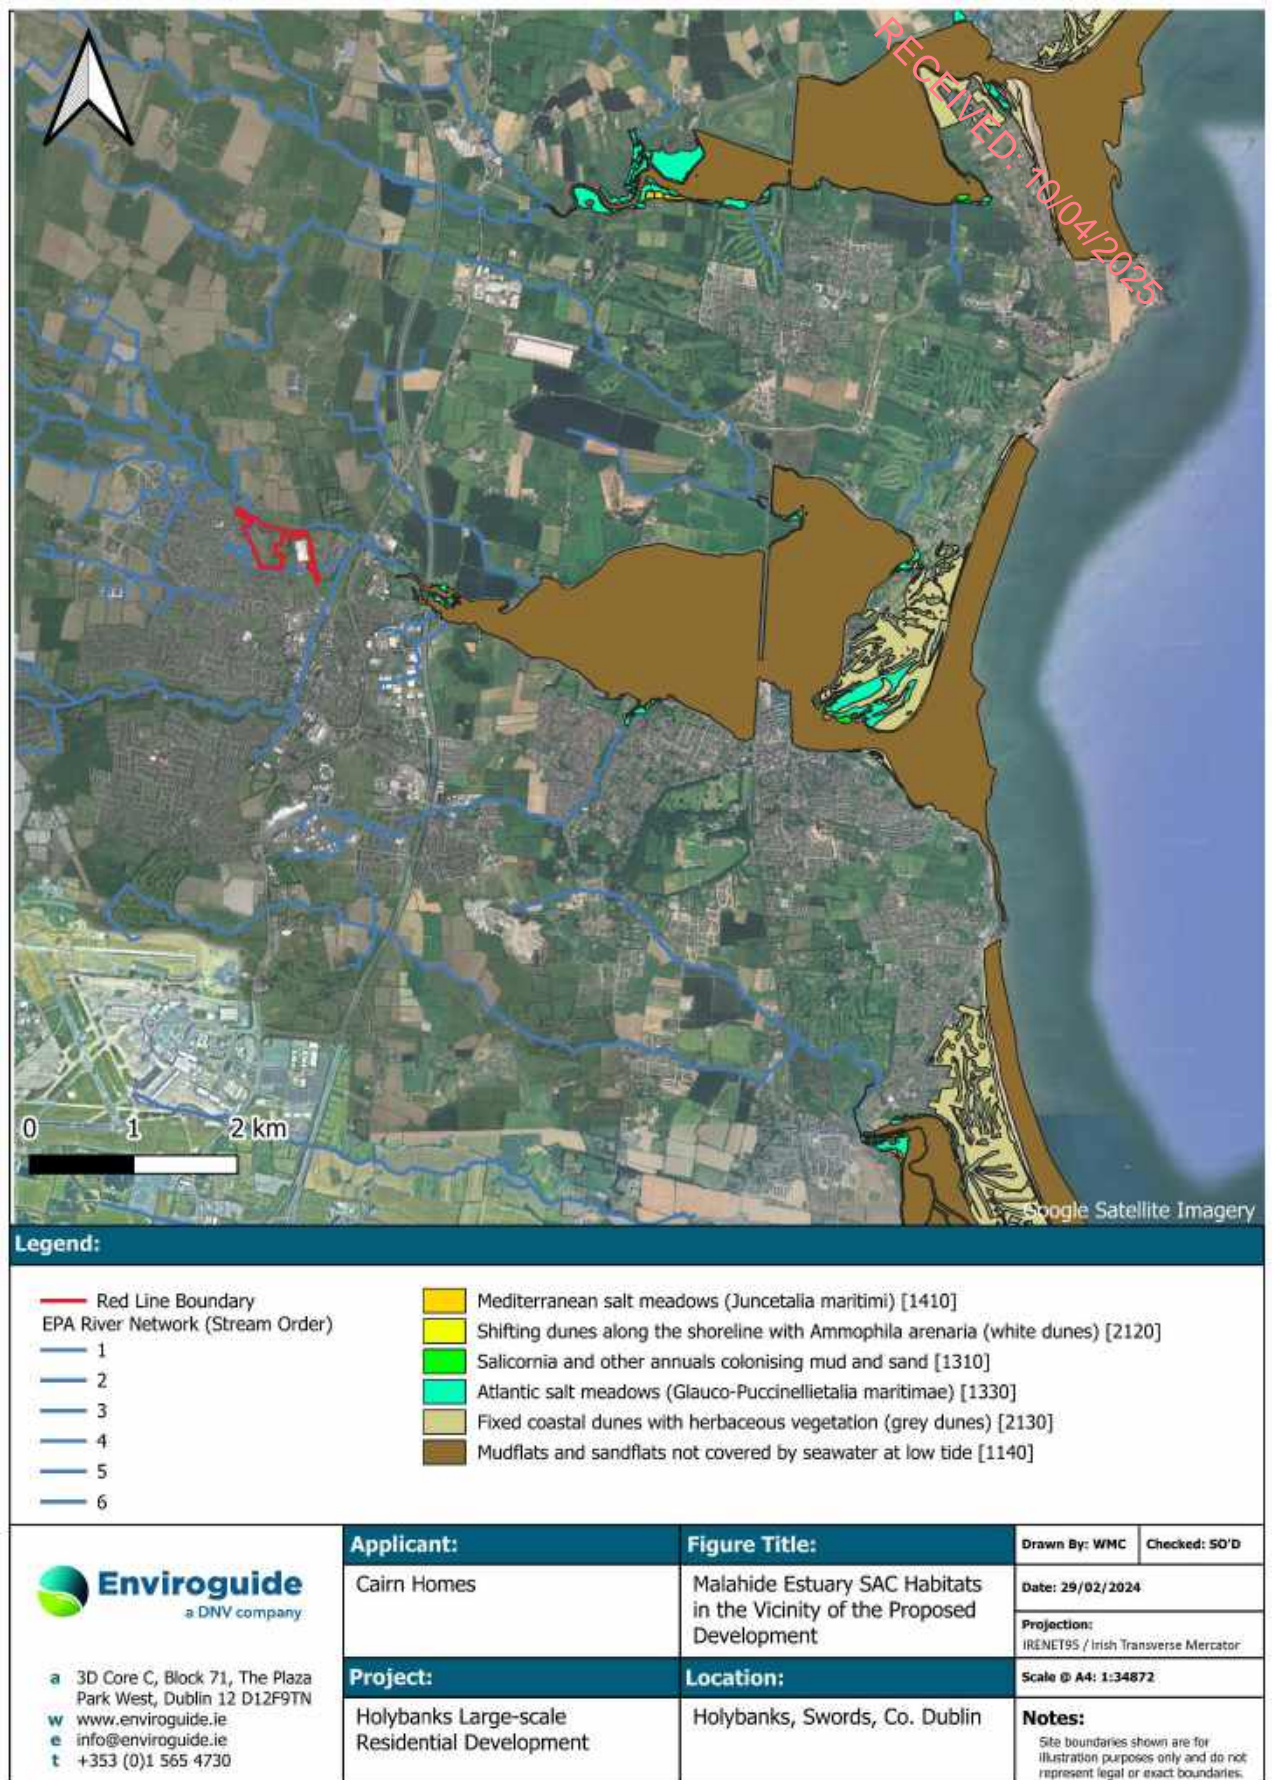 RECEIVED: 10/04/2025
0 1 2 km
Google Satellite Imagery
Legend:
Red Line Boundary
EPA River Network (Stream Order)
1
2
3
4
5
6
Mediterranean salt meadows (Juncetalia maritimi) [1410]
Shifting dunes along the shoreline with Ammophila arenaria (white dunes) [2120]
Salicornia and other annuals colonising mud and sand [1310]
Atlantic salt meadows (Glauco-Puccinellietalia maritimae) [1330]
Fixed coastal dunes with herbaceous vegetation (grey dunes) [2130]
Mudflats and sandflats not covered by seawater at low tide [1140]
Enviroguide
a DNV company
a 3D Core C, Block 71, The Plaza
Park West, Dublin 12 D12F9TN
w www.enviroguide.ie
e info@enviroguide.ie
t +353 (0)1 565 4730
Applicant:
Cairn Homes
Project:
Holybanks Large-scale
Residential Development
Figure Title:
Malahide Estuary SAC Habitats
in the Vicinity of the Proposed
Development
Location:
Holybanks, Swords, Co. Dublin
Drawn By: WMC
Checked: SO'D
Date: 29/02/2024
Projection:
IRENET95 / Irish Transverse Mercator
Scale @ A4: 1:34872
Notes:
Site boundaries shown are for
illustration purposes only and do not
represent legal or exact boundaries.